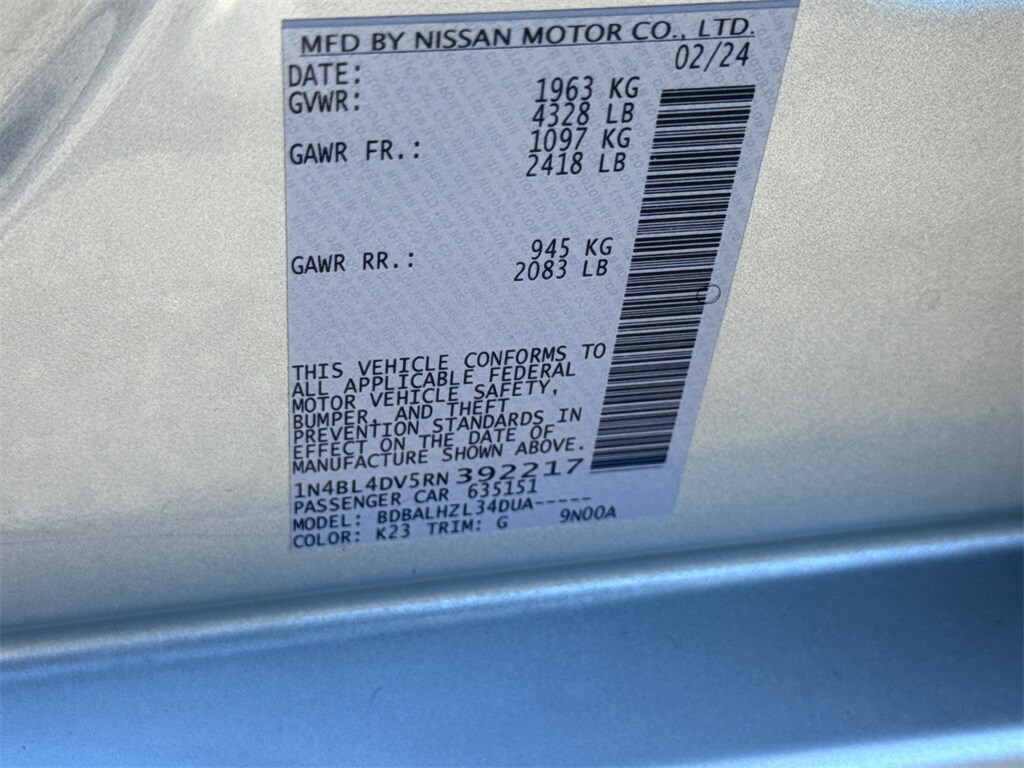 MFD BY NISSAN MOTOR CO., LTD.
DATE: 02/24
GVWR: 1963 KG
4328 LB
GAWR FR.: 1097 KG
2418 LB
GAWR RR.: 945 KG
2083 LB
THIS VEHICLE CONFORMS TO
ALL APPLICABLE FEDERAL
MOTOR VEHICLE SAFETY,
BUMPER, AND THEFT
PREVENTION STANDARDS IN
EFFECT ON THE DATE OF
MANUFACTURE SHOWN ABOVE.
1N4BL4DV5RN392217
PASSENGER CAR 635151
MODEL: BDBALHZL34DUA-----
COLOR: K23 TRIM: G 9N00A